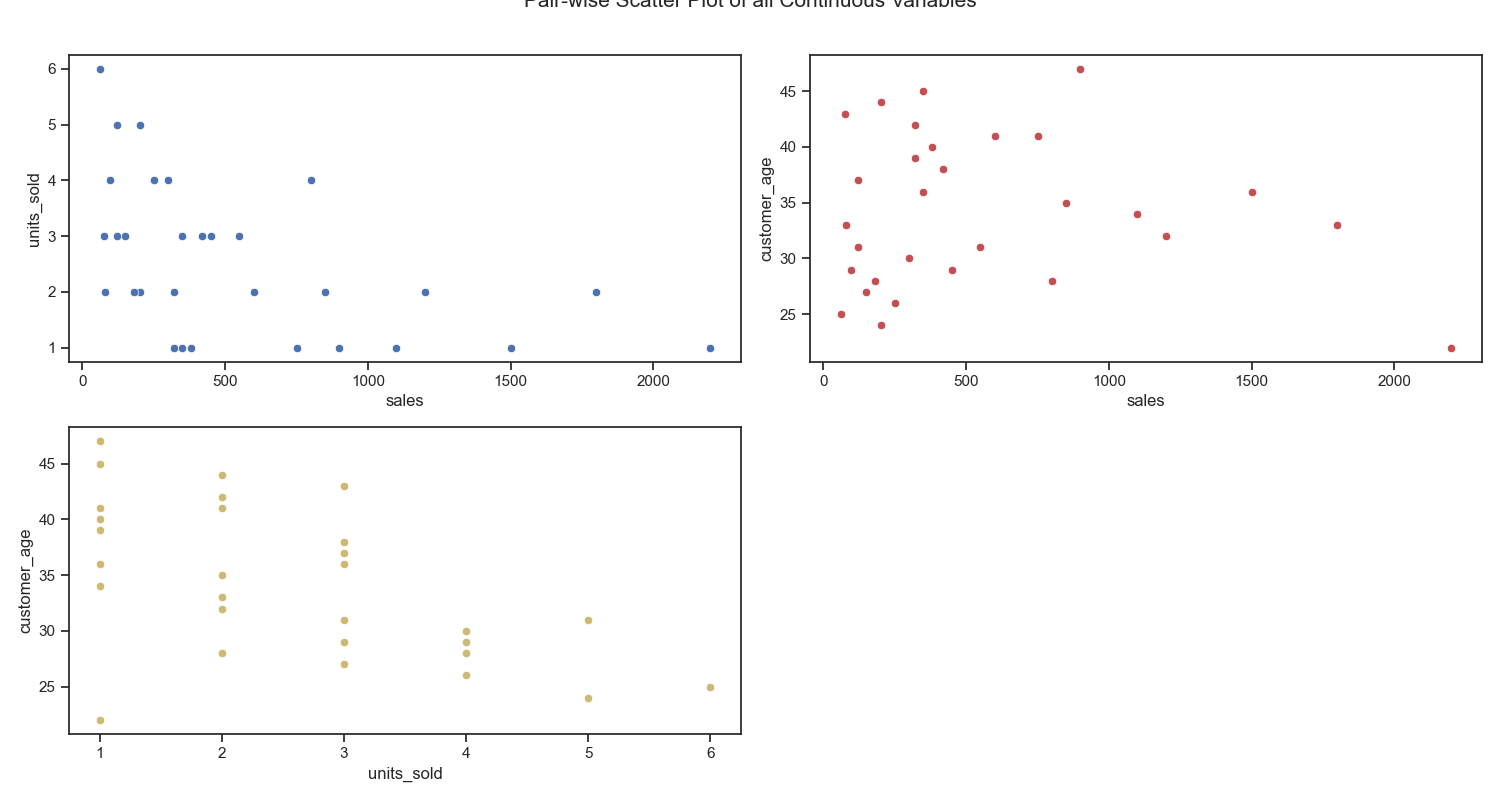 Pair-wise Scatter Plot of all Continuous Variables
6
5
4
3
2
1
units_sold
0 500 1000 1500 2000
sales
45
40
35
30
25
customer_age
0 500 1000 1500 2000
sales
45
40
35
30
25
customer_age
1 2 3 4 5 6
units_sold